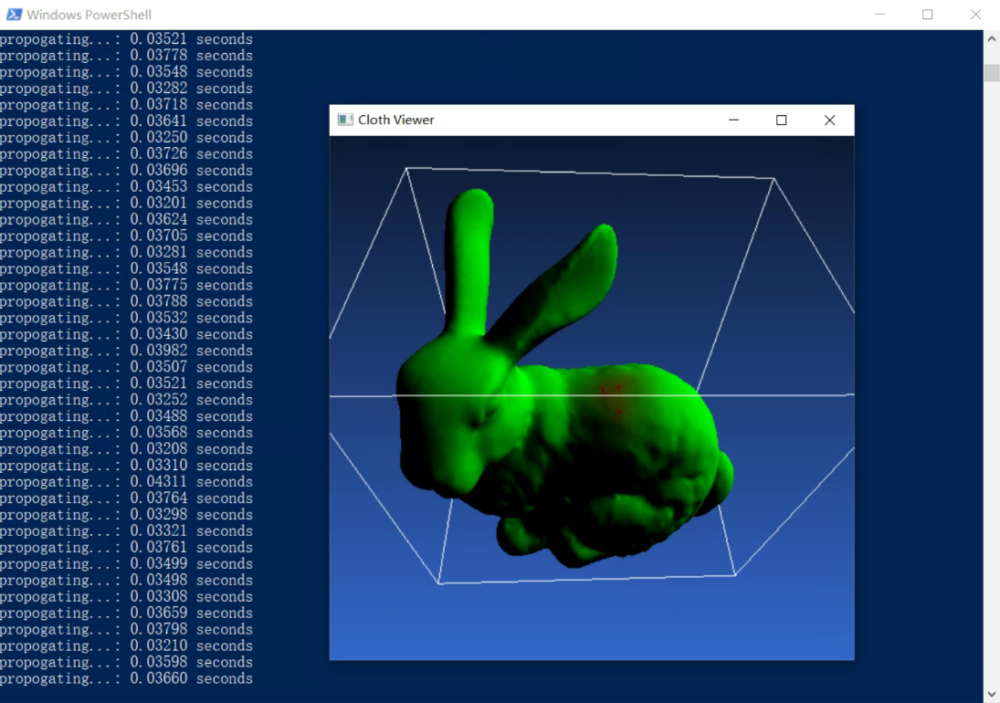 Windows PowerShell
propogating...: 0.03521 seconds
propogating...: 0.03778 seconds
propogating...: 0.03548 seconds
propogating...: 0.03282 seconds
propogating...: 0.03718 seconds
propogating...: 0.03641 seconds
propogating...: 0.03250 seconds
propogating...: 0.03726 seconds
propogating...: 0.03696 seconds
propogating...: 0.03453 seconds
propogating...: 0.03201 seconds
propogating...: 0.03624 seconds
propogating...: 0.03705 seconds
propogating...: 0.03281 seconds
propogating...: 0.03548 seconds
propogating...: 0.03775 seconds
propogating...: 0.03788 seconds
propogating...: 0.03532 seconds
propogating...: 0.03430 seconds
propogating...: 0.03982 seconds
propogating...: 0.03507 seconds
propogating...: 0.03521 seconds
propogating...: 0.03252 seconds
propogating...: 0.03488 seconds
propogating...: 0.03568 seconds
propogating...: 0.03208 seconds
propogating...: 0.03310 seconds
propogating...: 0.04311 seconds
propogating...: 0.03764 seconds
propogating...: 0.03298 seconds
propogating...: 0.03321 seconds
propogating...: 0.03761 seconds
propogating...: 0.03499 seconds
propogating...: 0.03498 seconds
propogating...: 0.03308 seconds
propogating...: 0.03659 seconds
propogating...: 0.03798 seconds
propogating...: 0.03210 seconds
propogating...: 0.03598 seconds
propogating...: 0.03660 seconds
Cloth Viewer